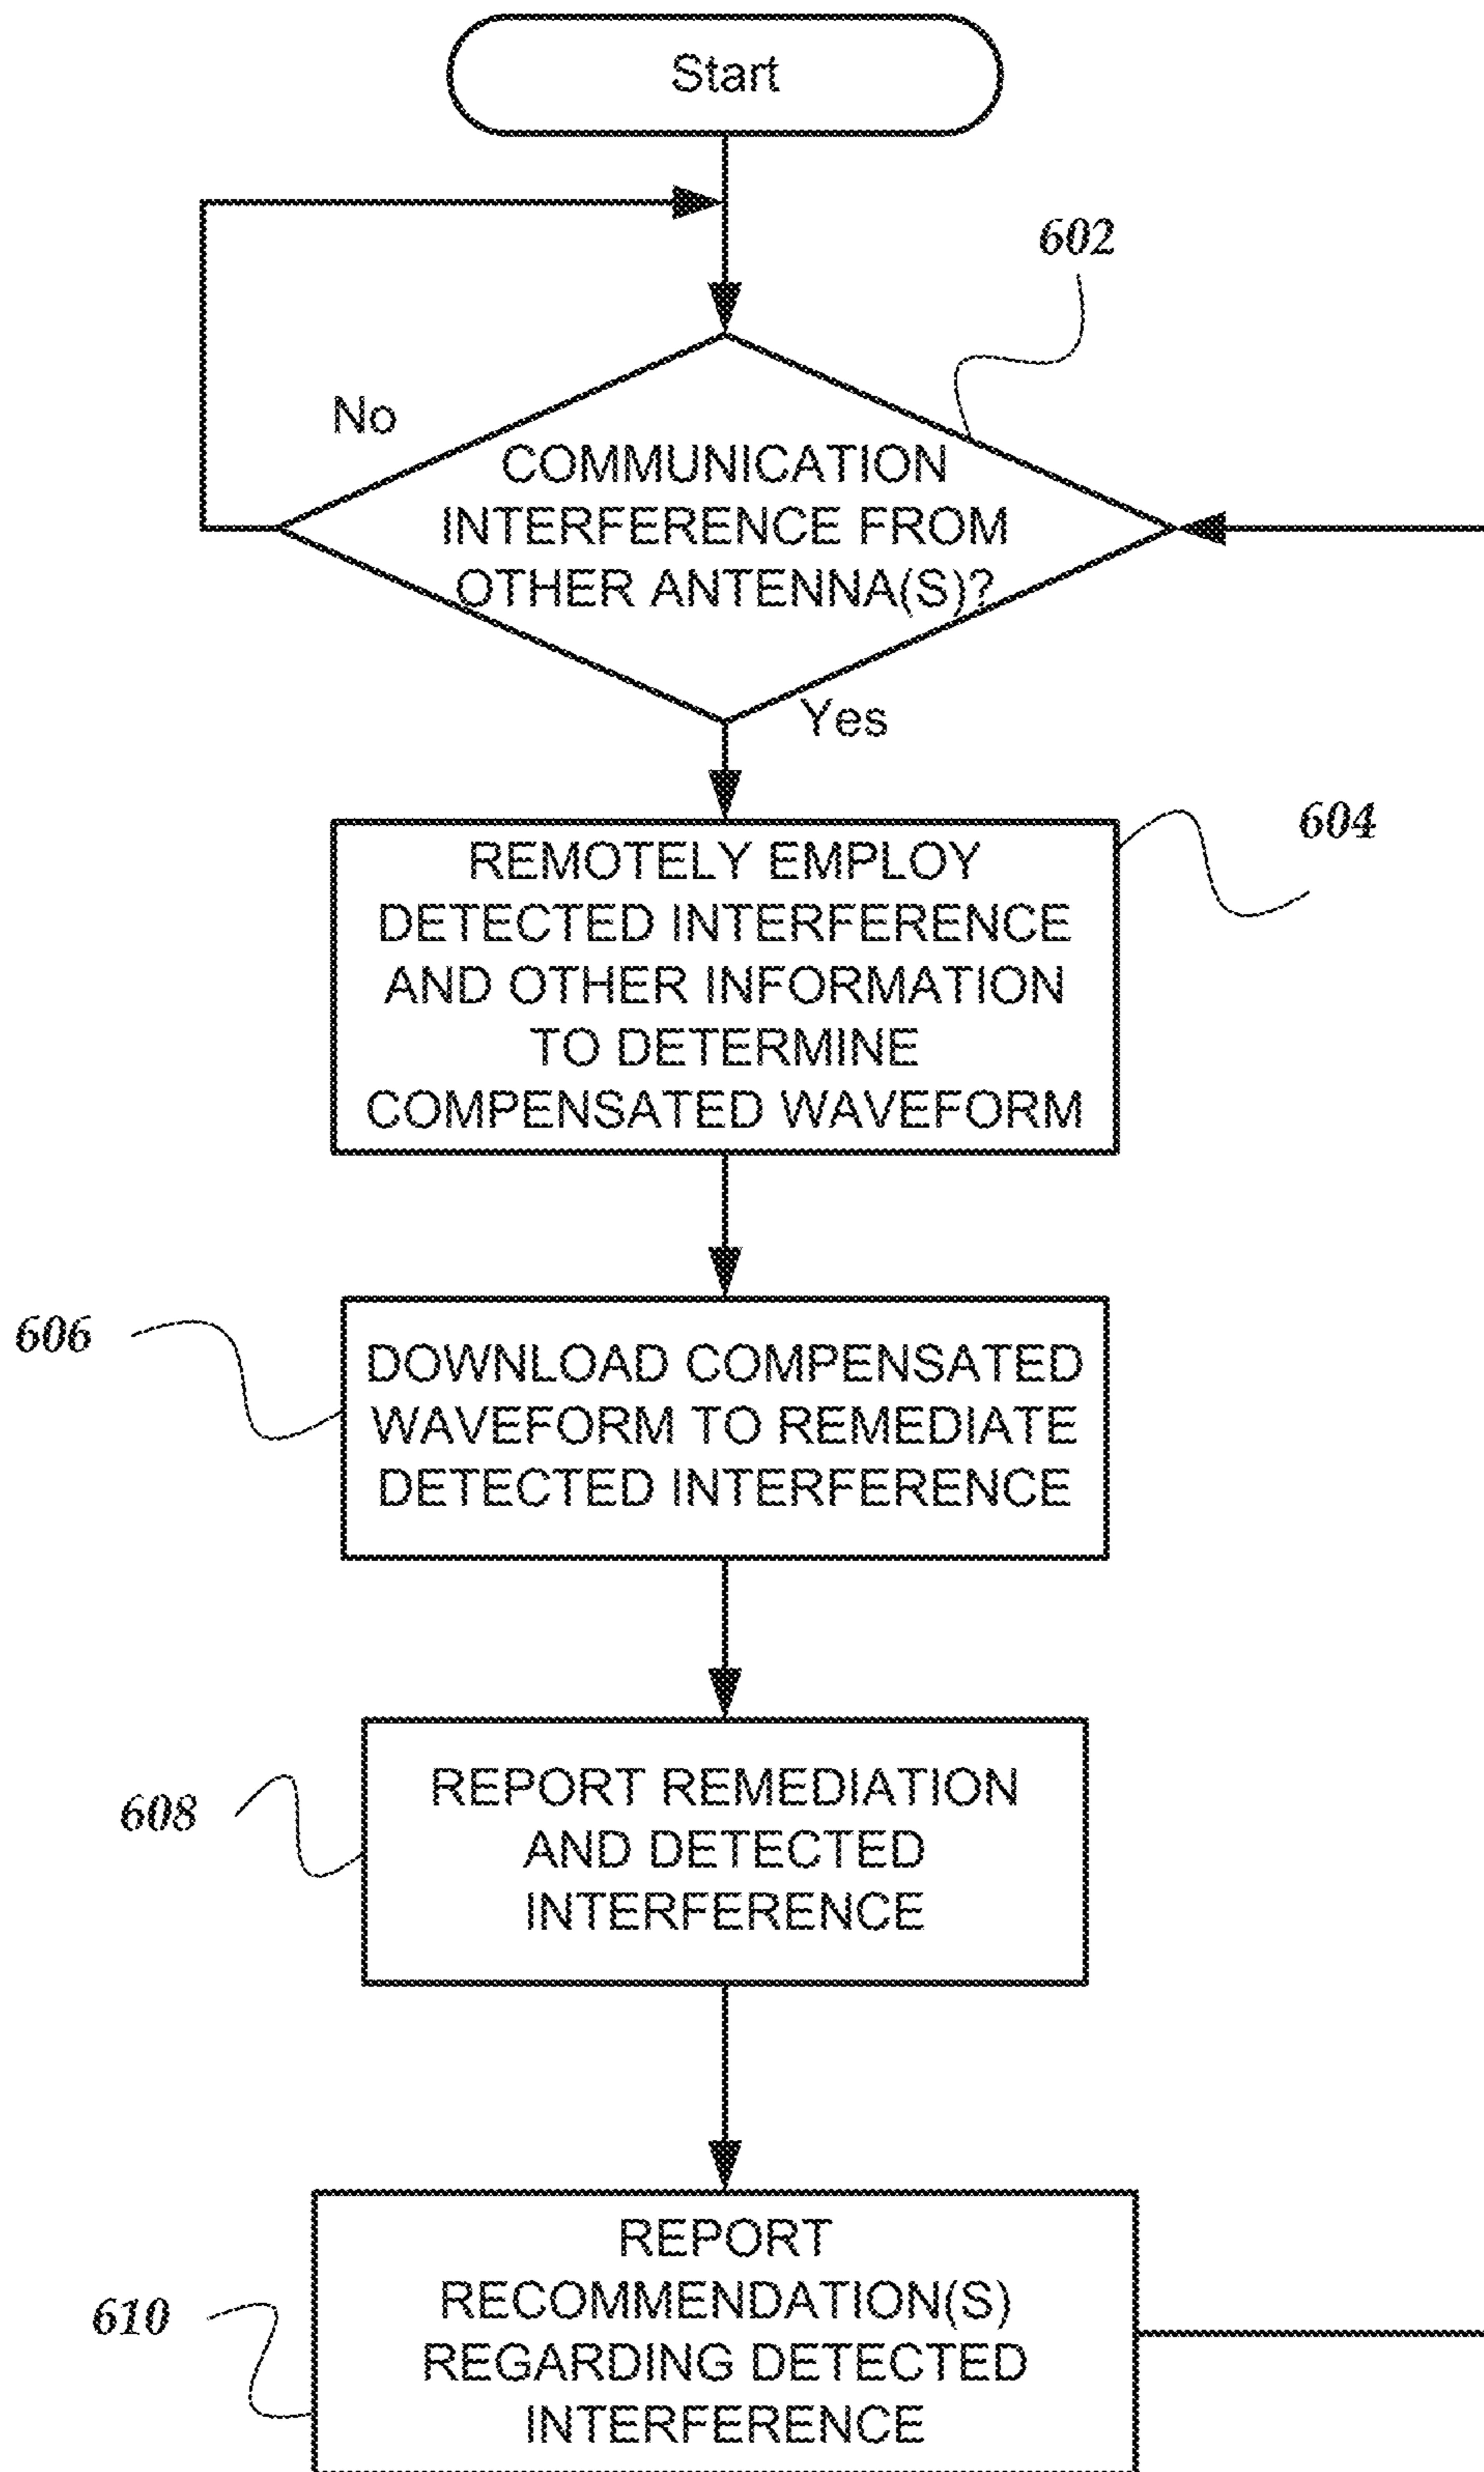 Start
602
No
COMMUNICATION
INTERFERENCE FROM
OTHER ANTENNA(S)?
Yes
604
REMOTELY EMPLOY
DETECTED INTERFERENCE
AND OTHER INFORMATION
TO DETERMINE
COMPENSATED WAVEFORM
606
DOWNLOAD COMPENSATED
WAVEFORM TO REMEDIATE
DETECTED INTERFERENCE
608
REPORT REMEDIATION
AND DETECTED
INTERFERENCE
610
REPORT
RECOMMENDATION(S)
REGARDING DETECTED
INTERFERENCE